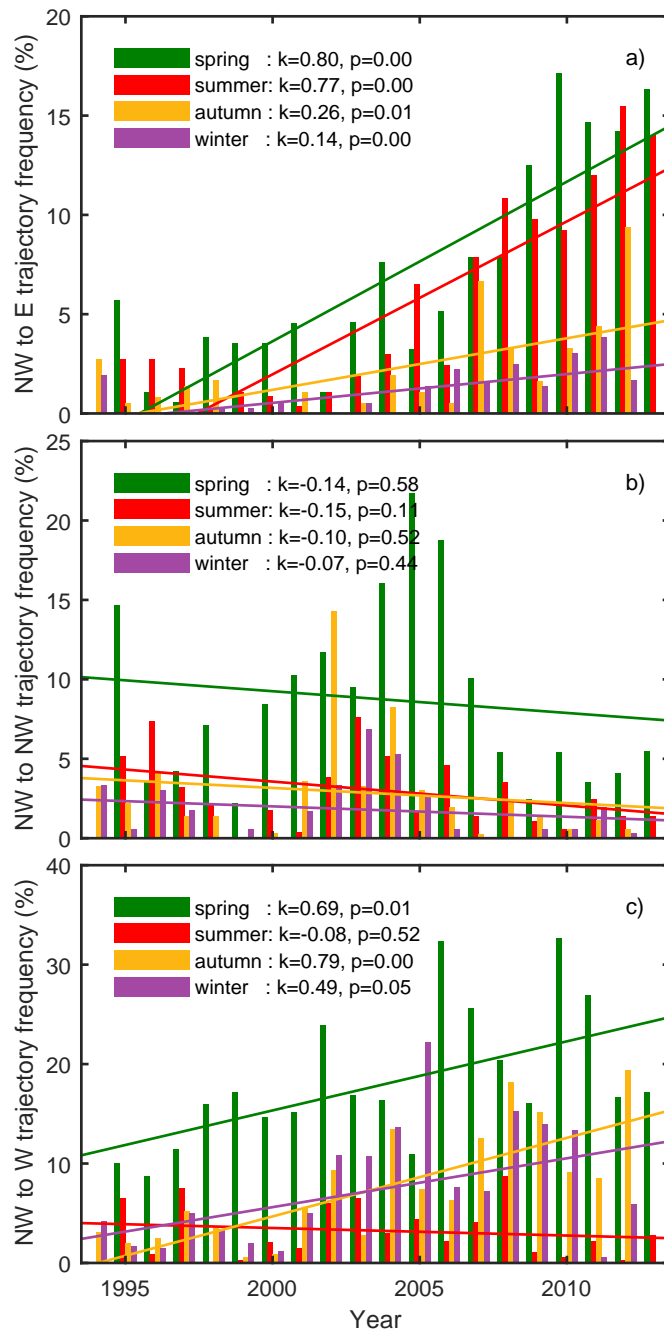 20
15
10
5
0
NW to E trajectory frequency (%)
a)
spring : k=0.80, p=0.00
summer: k=0.77, p=0.00
autumn: k=0.26, p=0.01
winter : k=0.14, p=0.00
25
20
15
10
5
0
NW to NW trajectory frequency (%)
b)
spring : k=-0.14, p=0.58
summer: k=-0.15, p=0.11
autumn : k=-0.10, p=0.52
winter : k=-0.07, p=0.44
40
30
20
10
0
NW to W trajectory frequency (%)
c)
spring : k=0.69, p=0.01
summer: k=-0.08, p=0.52
autumn : k=0.79, p=0.00
winter : k=0.49, p=0.05
1995 2000 2005 2010
Year